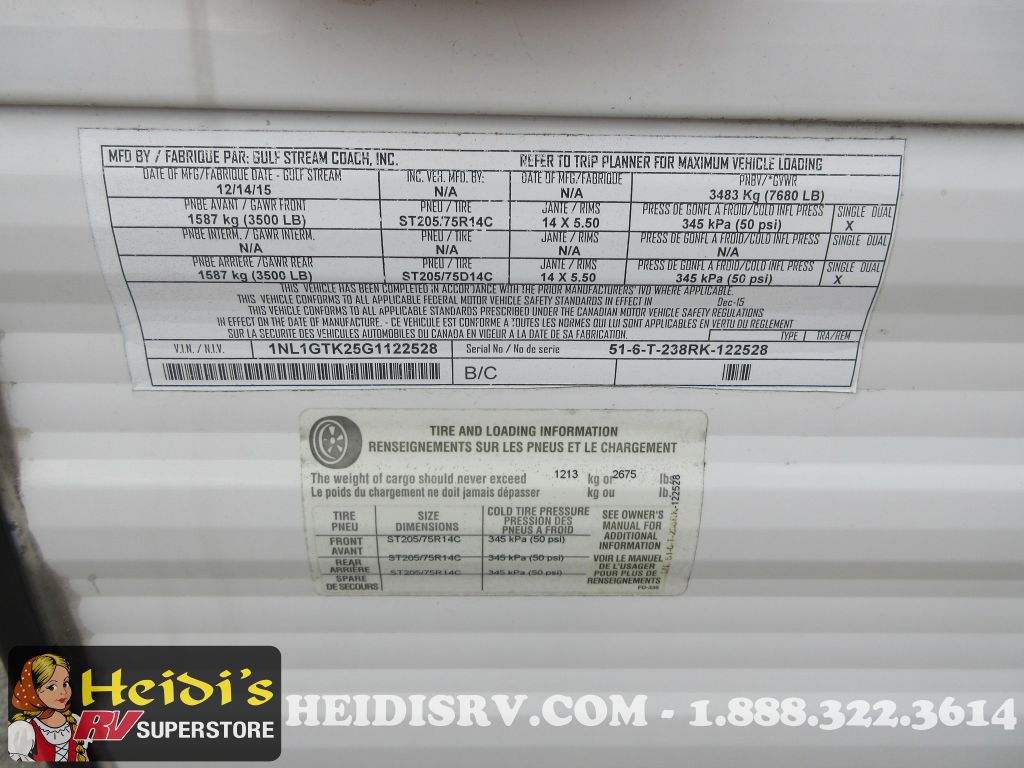 MFD BY / FABRIQUE PAR: GULF STREAM COACH, INC. REFER TO TRIP PLANNER FOR MAXIMUM VEHICLE LOADING
DATE OF MFG/FABRIQUE DATE - GULF STREAM INC. VEH. MFD. BY: DATE OF MFG/FABRIQUE PNBV/*GVWR
12/14/15 N/A N/A 3483 Kg (7680 LB)
PNBE AVANT / GAWR FRONT PNEU / TIRE JANTE / RIMS PRESS DE GONFL A FROID/COLD INFL PRESS SINGLE DUAL
1587 kg (3500 LB) ST205/75R14C 14 X 5.50 345 kPa (50 psi) X
PNBE INTERM. / GAWR INTERM. PNEU / TIRE JANTE / RIMS PRESS DE GONFL A FROID/COLD INFL PRESS SINGLE DUAL
N/A N/A N/A N/A
PNBE ARRIERE / GAWR REAR PNEU / TIRE JANTE / RIMS PRESS DE GONFL A FROID/COLD INFL PRESS SINGLE DUAL
1587 kg (3500 LB) ST205/75D14C 14 X 5.50 345 kPa (50 psi) X
THIS VEHICLE HAS BEEN COMPLETED IN ACCORDANCE WITH THE PRIOR MANUFACTURERS' IVD WHERE APPLICABLE.
THIS VEHICLE CONFORMS TO ALL APPLICABLE FEDERAL MOTOR VEHICLE SAFETY STANDARDS IN EFFECT IN Dec-15
THIS VEHICLE CONFORMS TO ALL APPLICABLE STANDARDS PRESCRIBED UNDER THE CANADIAN MOTOR VEHICLE SAFETY REGULATIONS
IN EFFECT ON THE DATE OF MANUFACTURE. - CE VEHICULE EST CONFORME A TOUTES LES NORMES QUI LUI SONT APPLICABLES EN VERTU DU REGLEMENT
SUR LA SECURITE DES VEHICULES AUTOMOBILES DU CANADA EN VIGUEUR A LA DATE DE SA FABRICATION. TYPE TRA/REM
V.I.N. / N.I.V. 1NL1GTK25G1122528 Serial No / No de serie 51-6-T-238RK-122528
B/C
TIRE AND LOADING INFORMATION
RENSEIGNEMENTS SUR LES PNEUS ET LE CHARGEMENT
The weight of cargo should never exceed 1213 kg or 2675 lbs
Le poids du chargement ne doit jamais dépasser kg ou lb.
TIRE SIZE COLD TIRE PRESSURE
PNEU DIMENSIONS PRESSION DES PNEUS A FROID
FRONT AVANT ST205/75R14C 345 kPa (50 psi)
REAR ARRIÈRE ST205/75R14C 345 kPa (50 psi)
SPARE DE SECOURS ST205/75R14C 345 kPa (50 psi)
SEE OWNER'S
MANUAL FOR
ADDITIONAL
INFORMATION
VOIR LE MANUEL
DE L'USAGER
POUR PLUS DE
RENSEIGNEMENTS
Heidi's
RV SUPERSTORE
HEIDISRV.COM - 1.888.322.3614